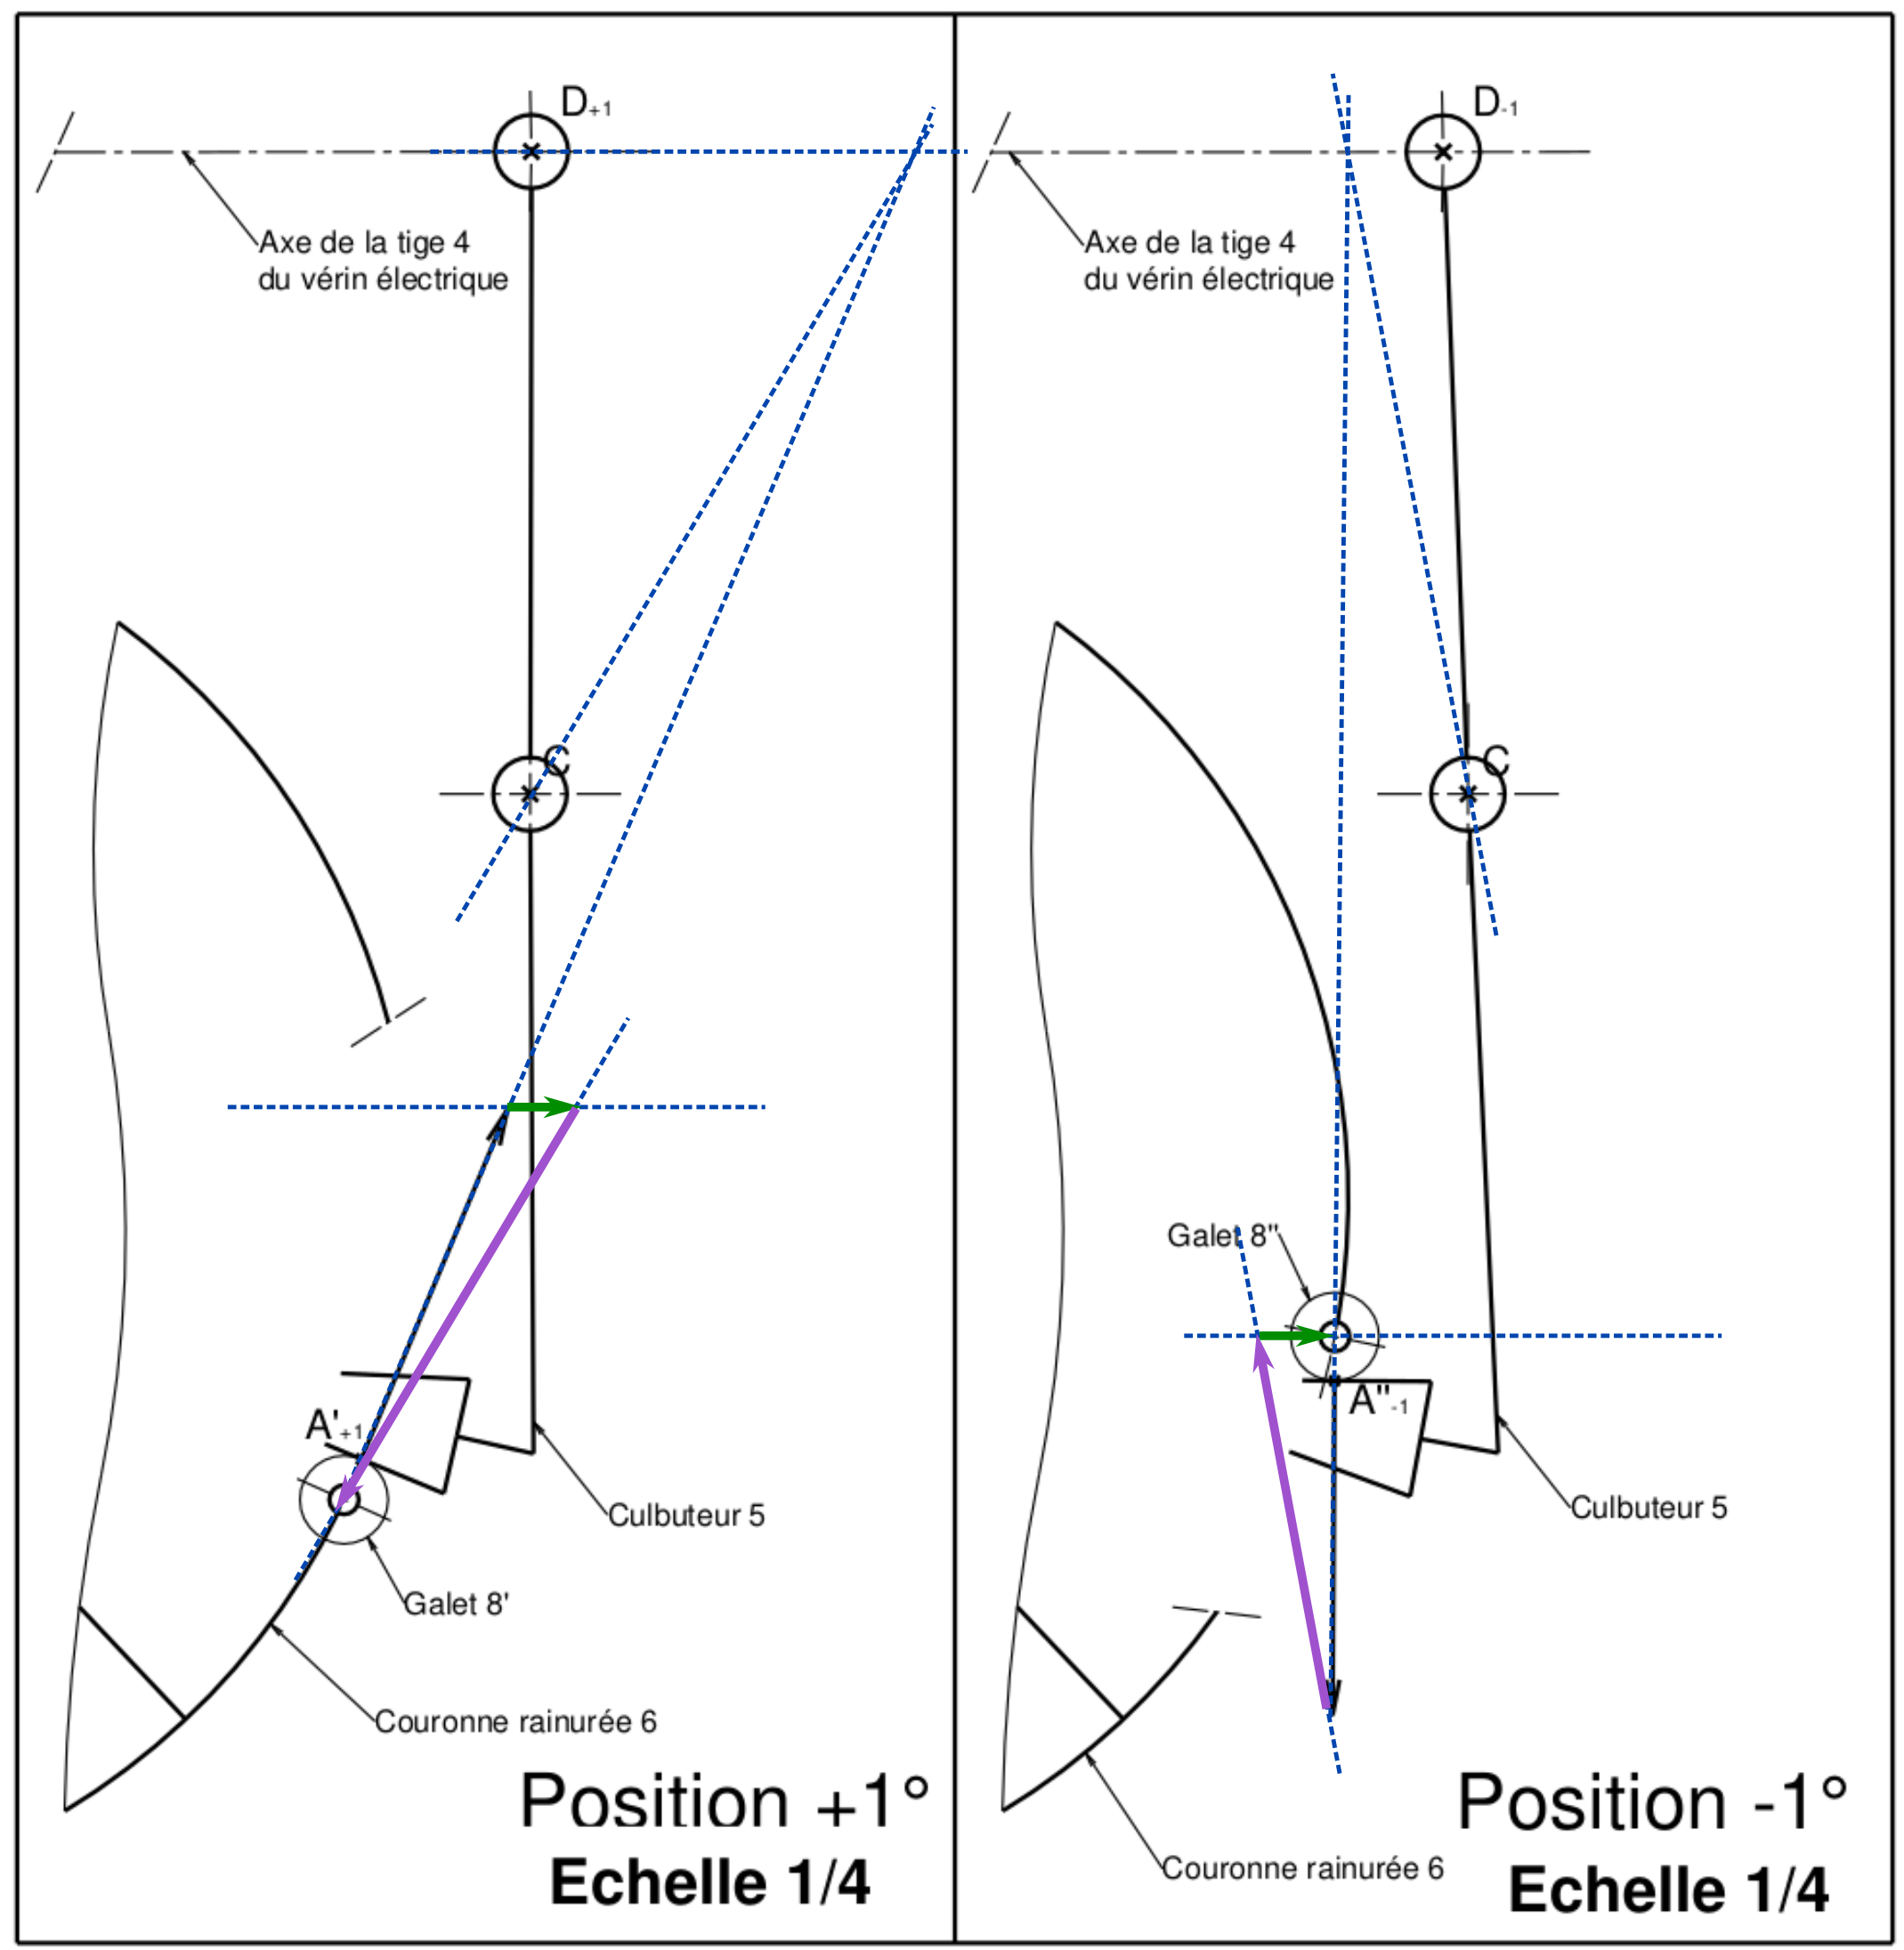 D+1
Axe de la tige 4
du vérin électrique
C
A'+1
Culbuteur 5
Galet 8'
Couronne rainurée 6
Position +1°
Echelle 1/4
D-1
Axe de la tige 4
du vérin électrique
C
Galet 8"
A"-1
Culbuteur 5
Couronne rainurée 6
Position -1°
Echelle 1/4